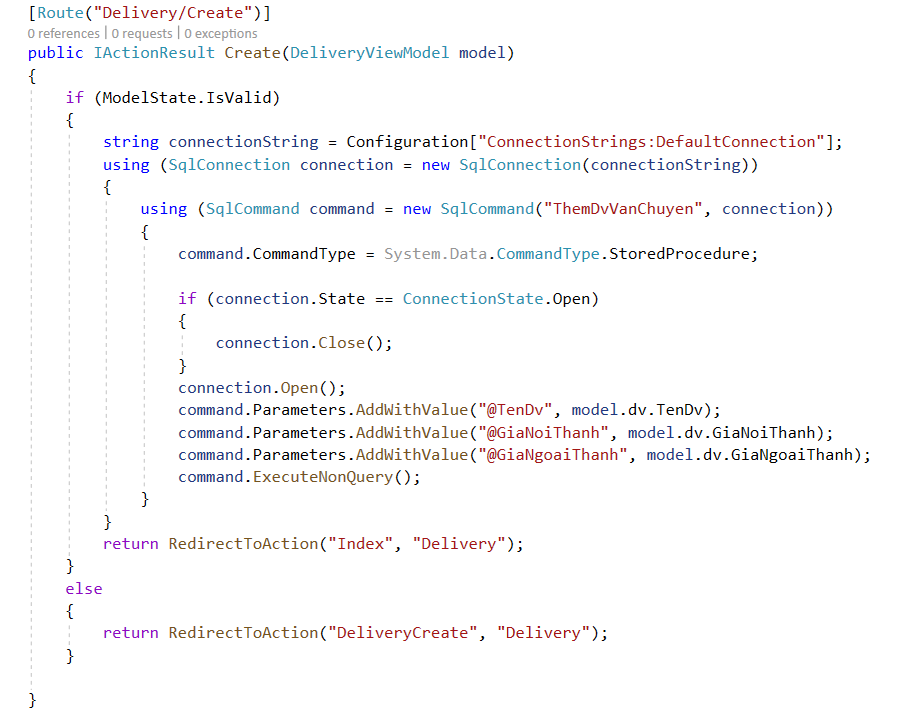 [Route("Delivery/Create")]
0 references | 0 requests | 0 exceptions
public IActionResult Create(DeliveryViewModel model)
{
if (ModelState.IsValid)
{
string connectionString = Configuration["ConnectionStrings:DefaultConnection"];
using (SqlConnection connection = new SqlConnection(connectionString))
{
using (SqlCommand command = new SqlCommand("ThemDvVanChuyen", connection))
{
command.CommandType = System.Data.CommandType.StoredProcedure;
if (connection.State == ConnectionState.Open)
{
connection.Close();
}
connection.Open();
command.Parameters.AddWithValue("@TenDv", model.dv.TenDv);
command.Parameters.AddWithValue("@GiaNoiThanh", model.dv.GiaNoiThanh);
command.Parameters.AddWithValue("@GiaNgoaiThanh", model.dv.GiaNgoaiThanh);
command.ExecuteNonQuery();
}
}
return RedirectToAction("Index", "Delivery");
}
else
{
return RedirectToAction("DeliveryCreate", "Delivery");
}
}